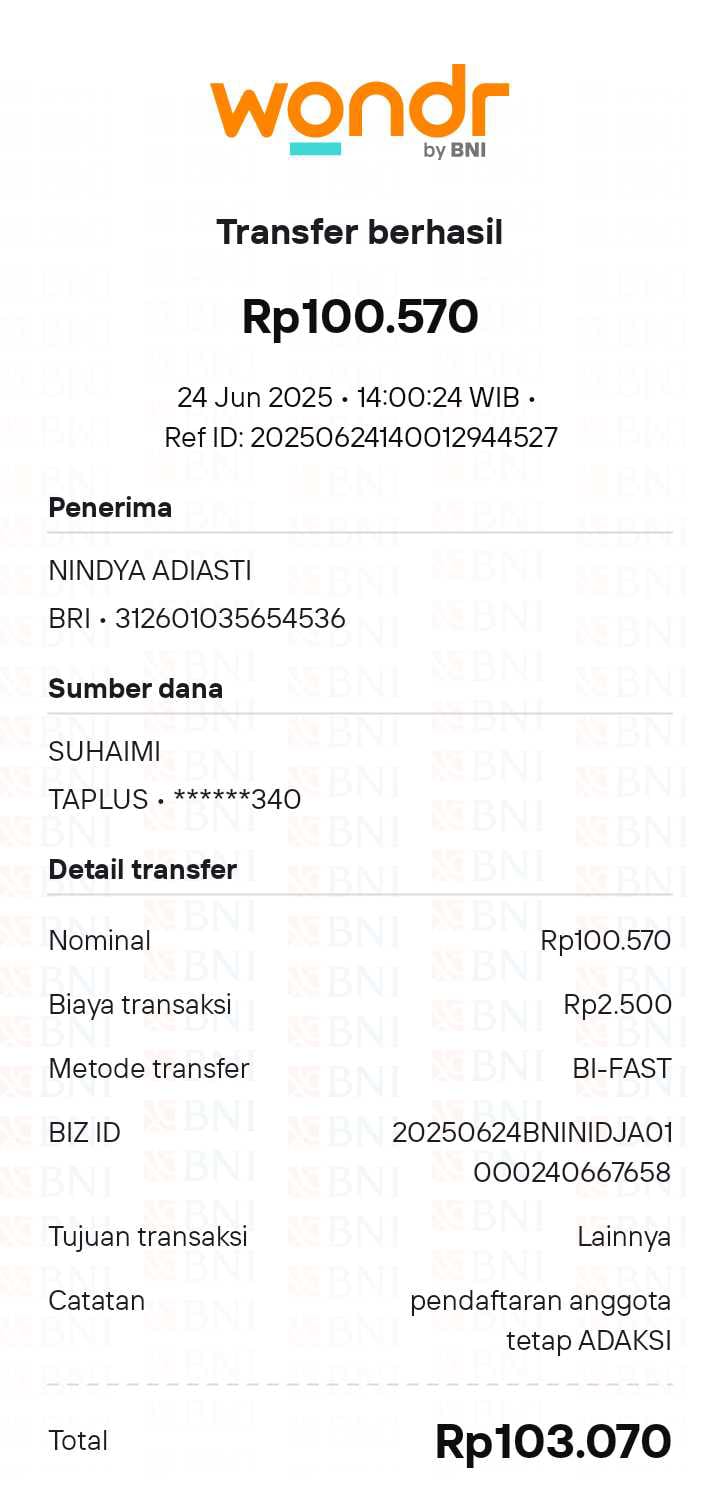 wondr
by BNI
Transfer berhasil
Rp100.570
24 Jun 2025 • 14:00:24 WIB •
Ref ID: 20250624140012944527
Penerima
NINDYA ADIASTI
BRI • 312601035654536
Sumber dana
SUHAIMI
TAPLUS • ******340
Detail transfer
Nominal Rp100.570
Biaya transaksi Rp2.500
Metode transfer BI-FAST
BIZ ID 20250624BNINIDJA01
000240667658
Tujuan transaksi Lainnya
Catatan pendaftaran anggota
tetap ADAKSI
Total Rp103.070